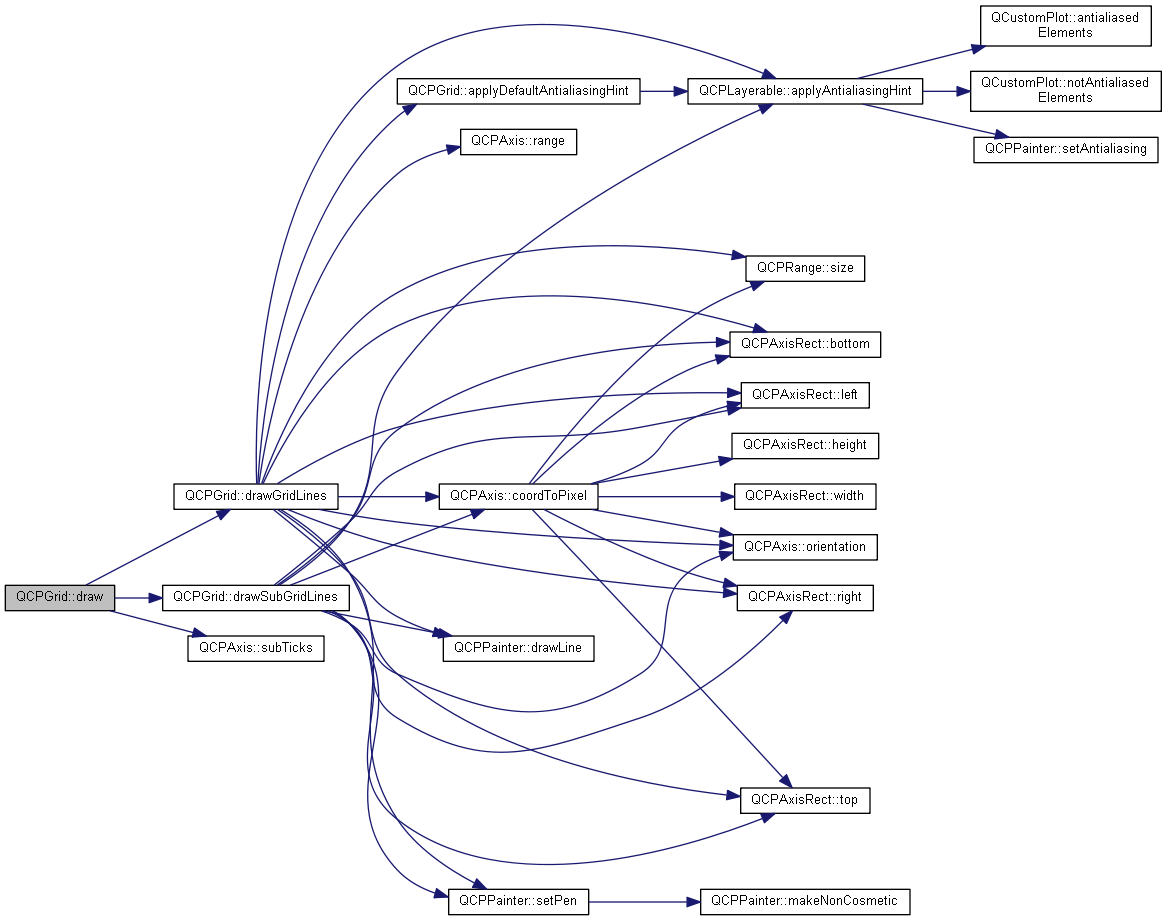 QCustomPlot::antialiased
Elements
QCPGrid::applyDefaultAntialiasingHint
QCPLayerable::applyAntialiasingHint
QCustomPlot::notAntialiased
Elements
QCPAxis::range
QCPPainter::setAntialiasing
QCPRange::size
QCPAxisRect::bottom
QCPAxisRect::left
QCPAxisRect::height
QCPGrid::drawGridLines
QCPAxis::coordToPixel
QCPAxisRect::width
QCPAxis::orientation
QCPGrid::draw
QCPGrid::drawSubGridLines
QCPAxisRect::right
QCPAxis::subTicks
QCPPainter::drawLine
QCPAxisRect::top
QCPPainter::setPen
QCPPainter::makeNonCosmetic